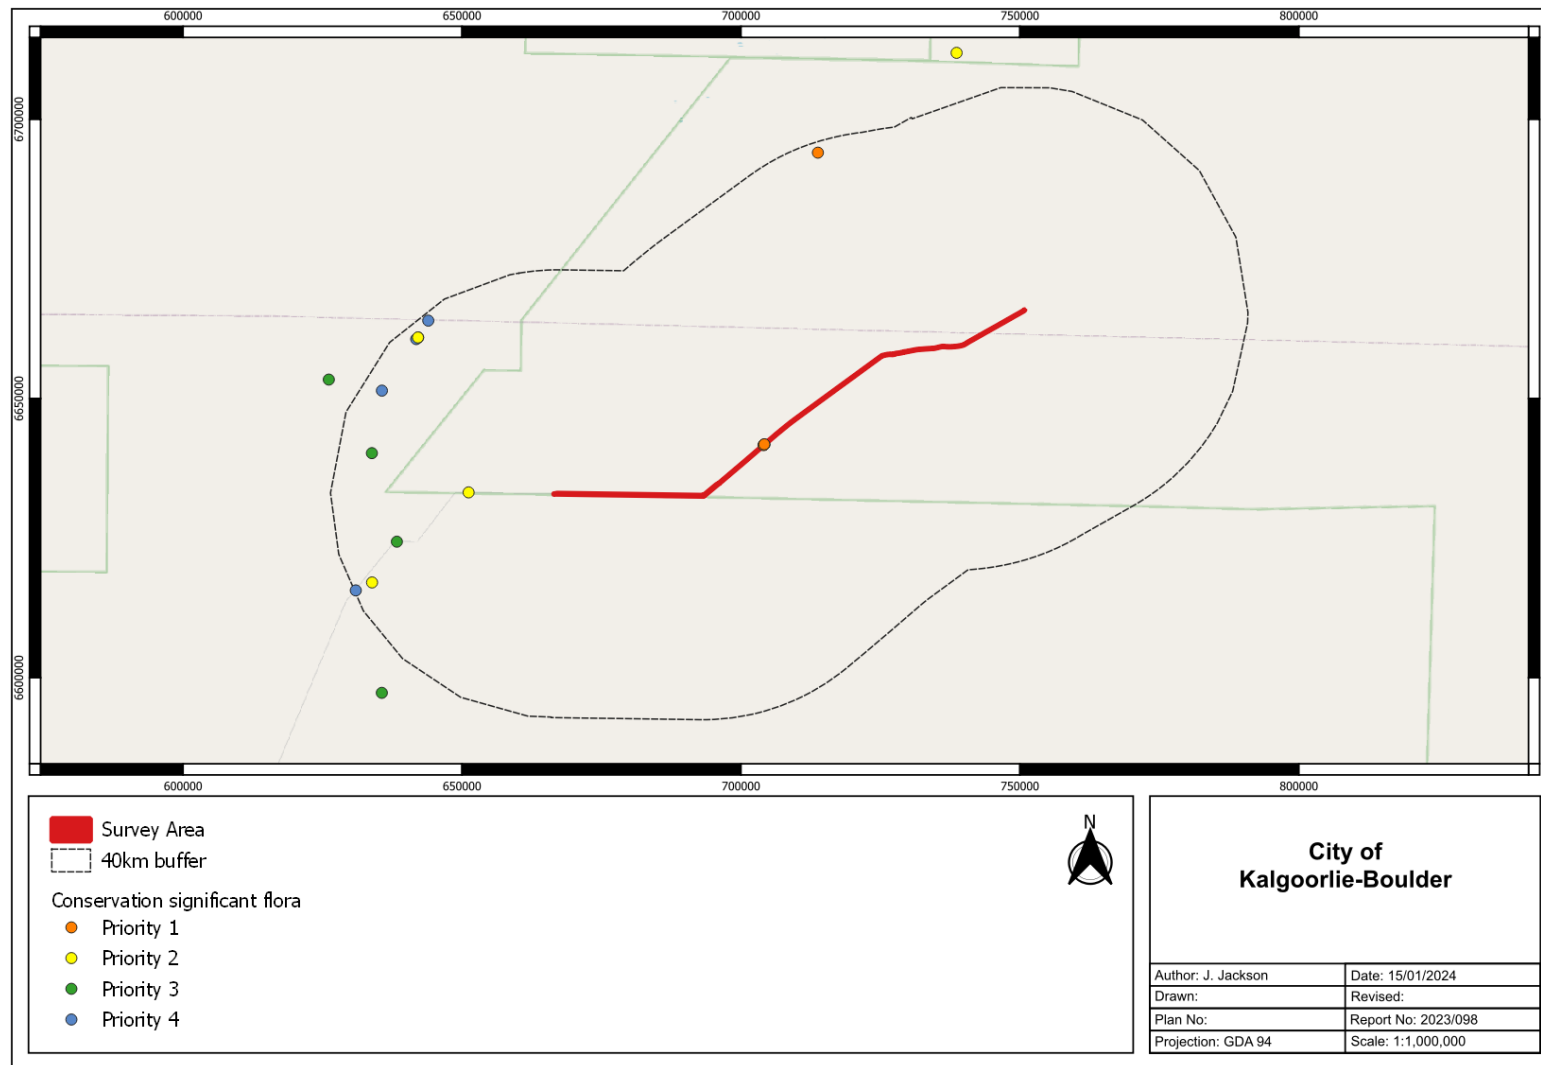 600000 650000 700000 750000 800000
6700000
6650000
6600000
600000 650000 700000 750000 800000
Survey Area
40km buffer
Conservation significant flora
Priority 1
Priority 2
Priority 3
Priority 4
N
City of
Kalgoorlie-Boulder
Author: J. Jackson Date: 15/01/2024
Drawn: Revised:
Plan No: Report No: 2023/098
Projection: GDA 94 Scale: 1:1,000,000